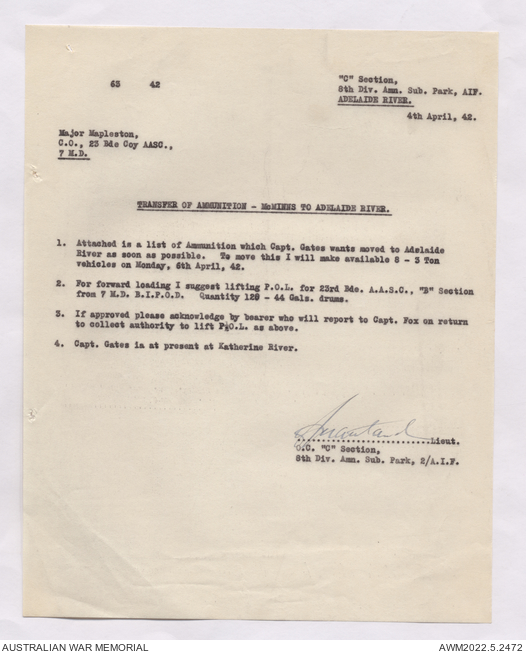 63 42
"C" Section,
8th Div. Amn. Sub. Park, AIF.
ADELAIDE RIVER.
4th April, 42.
Major Mapleston,
C.O., 23 Bde Coy AASC.,
7 M.D.
TRANSFER OF AMMUNITION - McMINNS TO ADELAIDE RIVER.
1. Attached is a list of Ammunition which Capt. Gates wants moved to Adelaide
River as soon as possible. To move this I will make available 8 - 3 Ton
vehicles on Monday, 6th April, 42.
2. For forward loading I suggest lifting P.O.L. for 23rd Bde. A.A.S.C., "B" Section
from 7 M.D. B.I.P.O.D. Quantity 129 - 44 Gals. drums.
3. If approved please acknowledge by bearer who will report to Capt. Fox on return
to collect authority to lift P.O.L. as above.
4. Capt. Gates is at present at Katherine River.
Lieut.
O.C. "C" Section,
8th Div. Amn. Sub. Park, 2/A.I.F.
AUSTRALIAN WAR MEMORIAL
AWM2022.5.2472